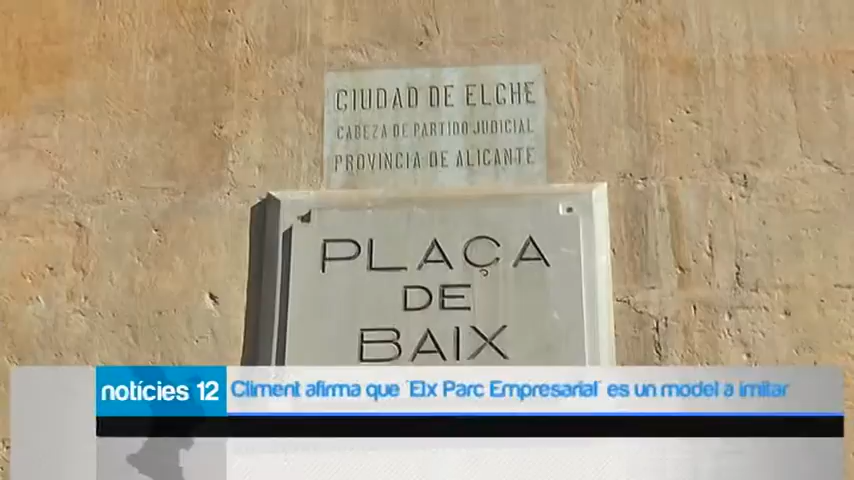 CIUDAD DE ELCHE
CABEZA DE PARTIDO JUDICIAL
PROVINCIA DE ALICANTE
PLAÇA
DE
BAIX
notícies 12
Climent afirma que 'Elx Parc Empresarial' es un model a imitar